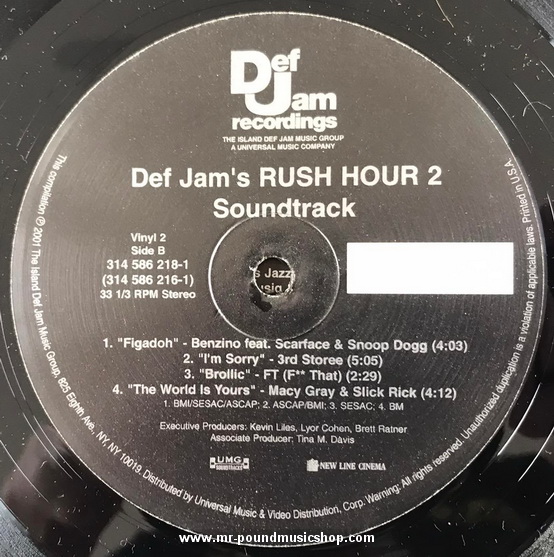 Def
Jam
recordings
THE ISLAND DEF JAM MUSIC GROUP
A UNIVERSAL MUSIC COMPANY
Def Jam's RUSH HOUR 2
Soundtrack
Vinyl 2
Side B
314 586 218-1
(314 586 216-1)
33 1/3 RPM Stereo
s Jazz
usic
1. "Figadoh" - Benzino feat. Scarface & Snoop Dogg (4:03)
2. "I'm Sorry" - 3rd Storee (5:05)
3. "Brollic" - FT (F** That) (2:29)
4. "The World Is Yours" - Macy Gray & Slick Rick (4:12)
1. BMI/SESAC/ASCAP; 2. ASCAP/BMI; 3. SESAC; 4. BM
Executive Producers: Kevin Liles, Lyor Cohen, Brett Ratner
Associate Producer: Tina M. Davis
UMG
SOUNDTRACKS
NEW LINE CINEMA
This compilation ℗ 2001 The Island Def Jam Music Group, 825 Eighth Ave., NY, NY 10019. Distributed by Universal Music & Video Distribution, Corp. Warning: All rights reserved. Unauthorized duplication is a violation of applicable laws. Printed in U.S.A.
www.mr-poundmusicshop.com